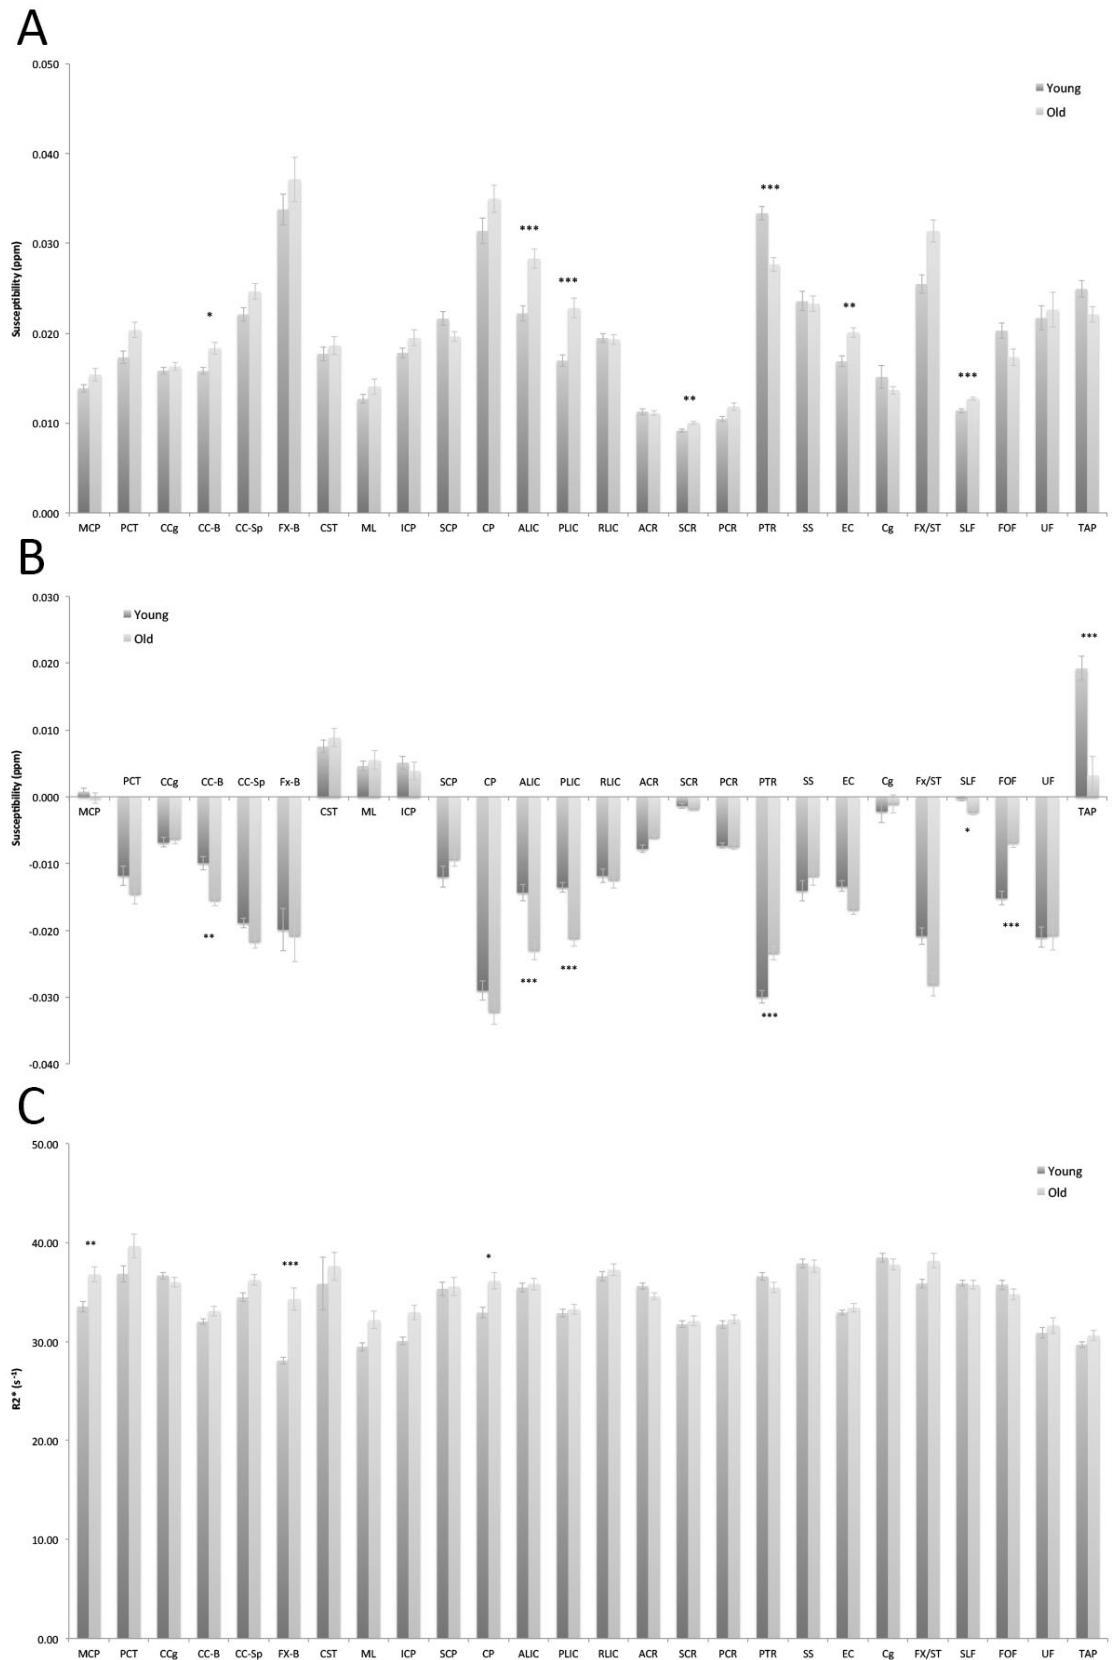 A
0.050
Young
Old
0.040
***
***
0.030
***
**
Susceptibility (ppm)
*
0.020
***
**
0.010
0.000
MCP PCT CCg CC-B CC-Sp FX-B CST ML ICP SCP CP ALIC PLIC RLIC ACR SCR PCR PTR SS EC Cg FX/ST SLF FOF UF TAP
B
0.030
Young
Old
***
0.020
0.010
Susceptibility (ppm)
PCT CCg CC-B CC-Sp Fx-B SCP CP ALIC PLIC RLIC ACR SCR PCR PTR SS EC Cg Fx/ST SLF FOF UF
0.000
MCP CST ML ICP TAP
*
-0.010
***
-0.020
**
***
***
-0.030
***
-0.040
C
50.00
Young
Old
40.00
**
*
***
30.00
R2* (s⁻¹)
20.00
10.00
0.00
MCP PCT CCg CC-B CC-Sp FX-B CST ML ICP SCP CP ALIC PLIC RLIC ACR SCR PCR PTR SS EC Cg FX/ST SLF FOF UF TAP